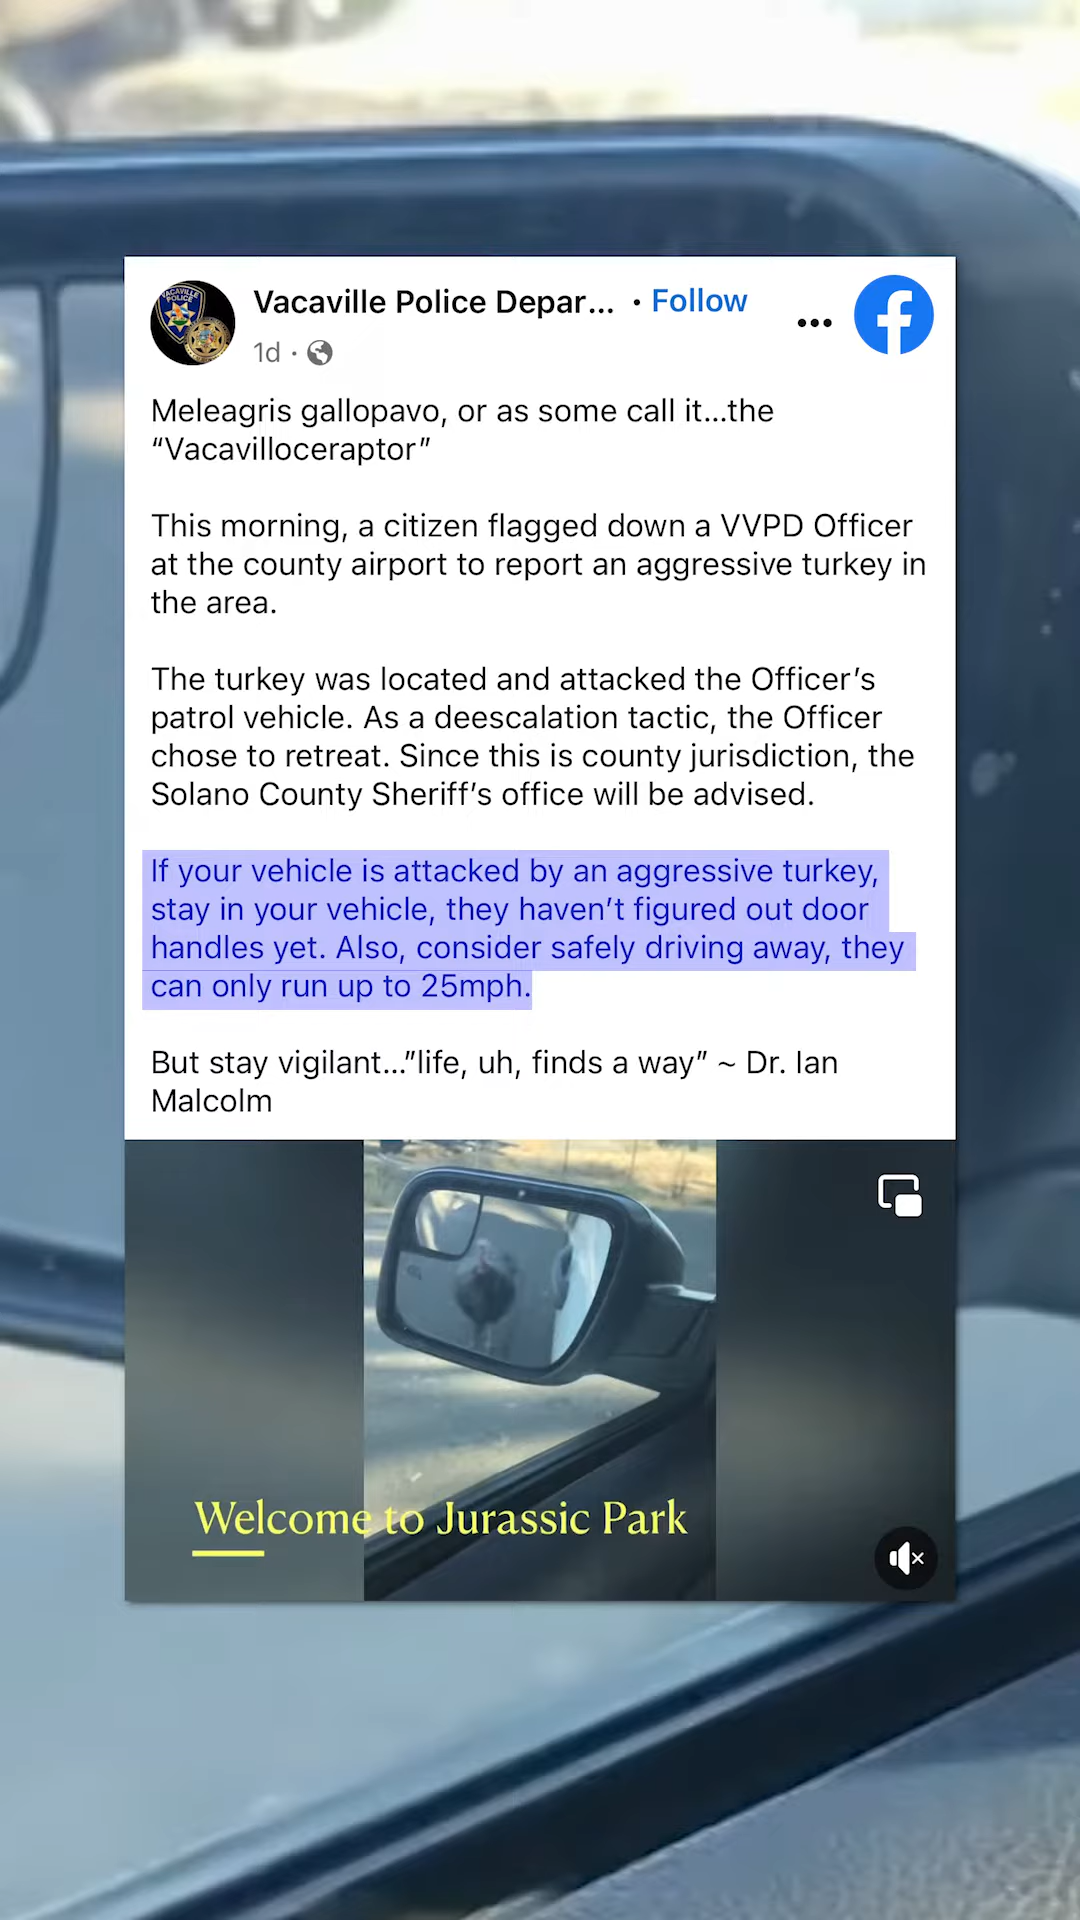 VACAVILLE
POLICE
Vacaville Police Depar... · Follow
1d ·
Meleagris gallopavo, or as some call it...the
“Vacavilloceraptor”
This morning, a citizen flagged down a VVPD Officer
at the county airport to report an aggressive turkey in
the area.
The turkey was located and attacked the Officer’s
patrol vehicle. As a deescalation tactic, the Officer
chose to retreat. Since this is county jurisdiction, the
Solano County Sheriff’s office will be advised.
If your vehicle is attacked by an aggressive turkey,
stay in your vehicle, they haven’t figured out door
handles yet. Also, consider safely driving away, they
can only run up to 25mph.
But stay vigilant...”life, uh, finds a way” ~ Dr. Ian
Malcolm
Welcome to Jurassic Park